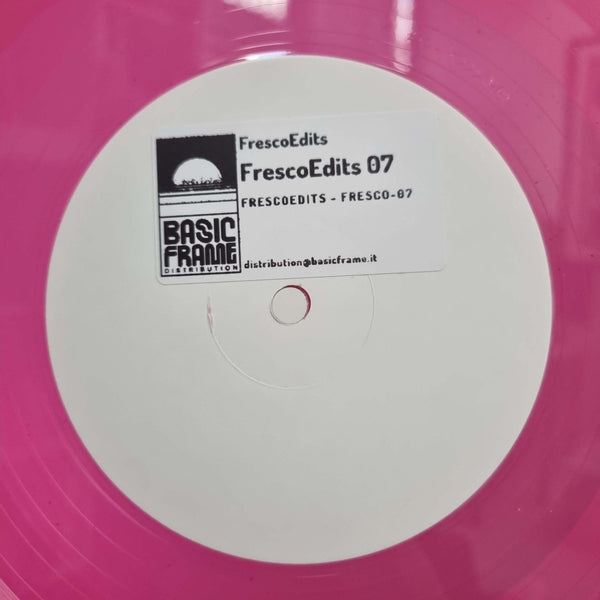 FrescoEdits
FrescoEdits 07
FRESCOEDITS - FRESCO-07
BASIC
FRAME
DISTRIBUTION
distribution@basicframe.it